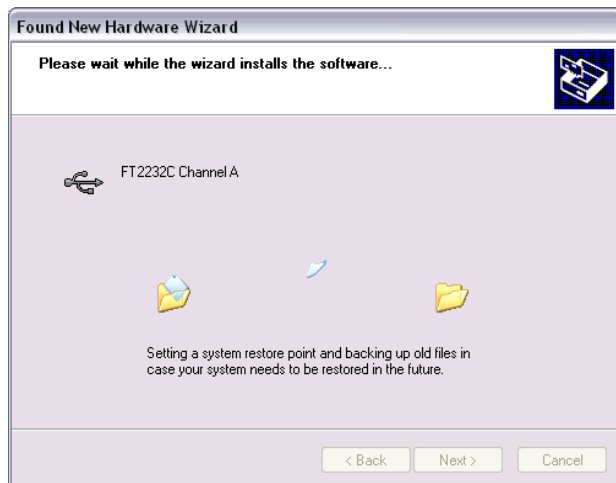 Found New Hardware Wizard
Please wait while the wizard installs the software...
FT2232C Channel A
Setting a system restore point and backing up old files in
case your system needs to be restored in the future.
< Back
Next >
Cancel